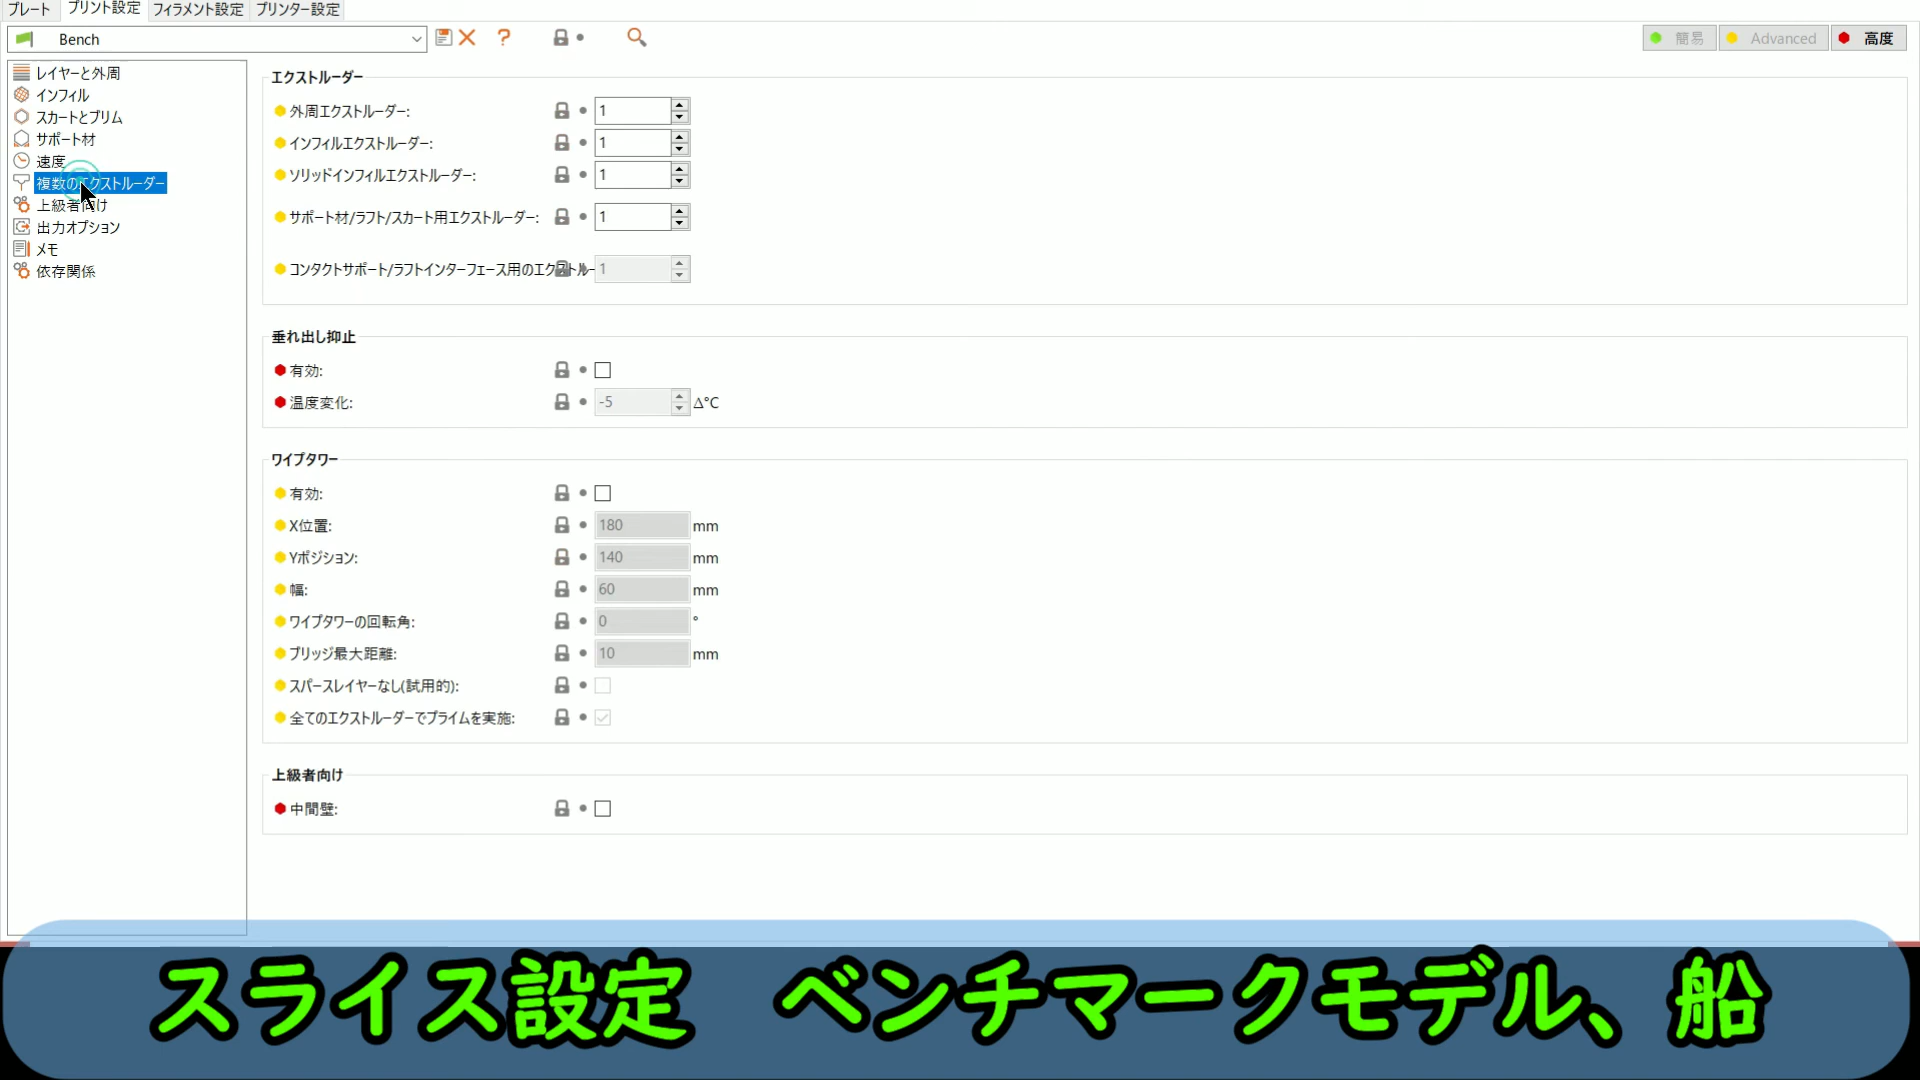 プレート プリント設定 フィラメント設定 プリンター設定
Bench ? 簡易 Advanced 高度
レイヤーと外周
インフィル
スカートとブリム
サポート材
速度
複数のエクストルーダー
上級者向け
出力オプション
メモ
依存関係
エクストルーダー
外周エクストルーダー: 1
インフィルエクストルーダー: 1
ソリッドインフィルエクストルーダー: 1
サポート材/ラフト/スカート用エクストルーダー: 1
コンタクトサポート/ラフトインターフェース用のエクストルー 1
垂れ出し抑止
有効:
温度変化: -5 Δ°C
ワイプタワー
有効:
X位置: 180 mm
Yポジション: 140 mm
幅: 60 mm
ワイプタワーの回転角: 0 °
ブリッジ最大距離: 10 mm
スパースレイヤーなし(試用的):
全てのエクストルーダーでプライムを実施:
上級者向け
中間壁:
スライス設定　ベンチマークモデル、船